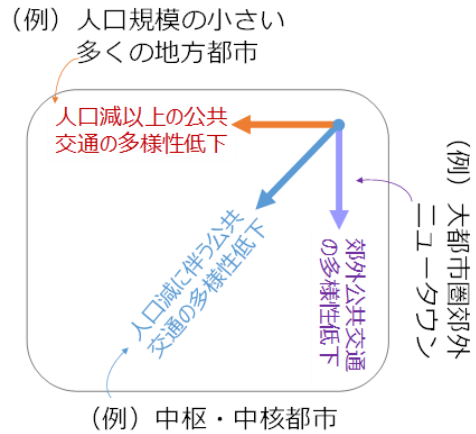 （例）人口規模の小さい
多くの地方都市
人口減以上の公共
交通の多様性低下
人口減に伴う公共
交通の多様性低下
郊外公共交通
の多様性低下
（例）大都市圏郊外
ニュータウン
（例）中枢・中核都市